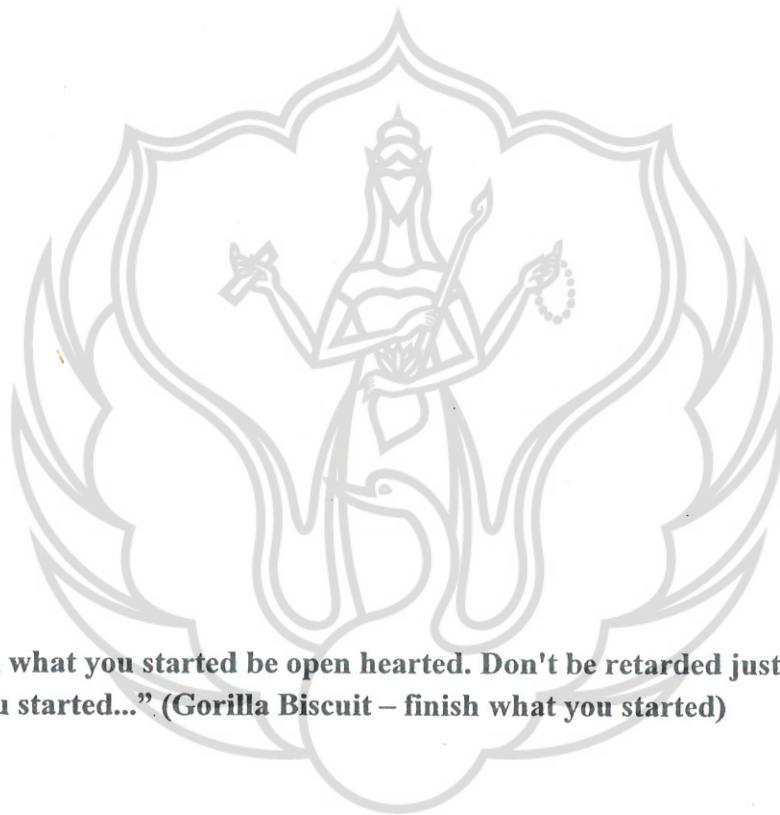 what you started be open hearted. Don't be retarded just
started...” (Gorilla Biscuit – finish what you started)